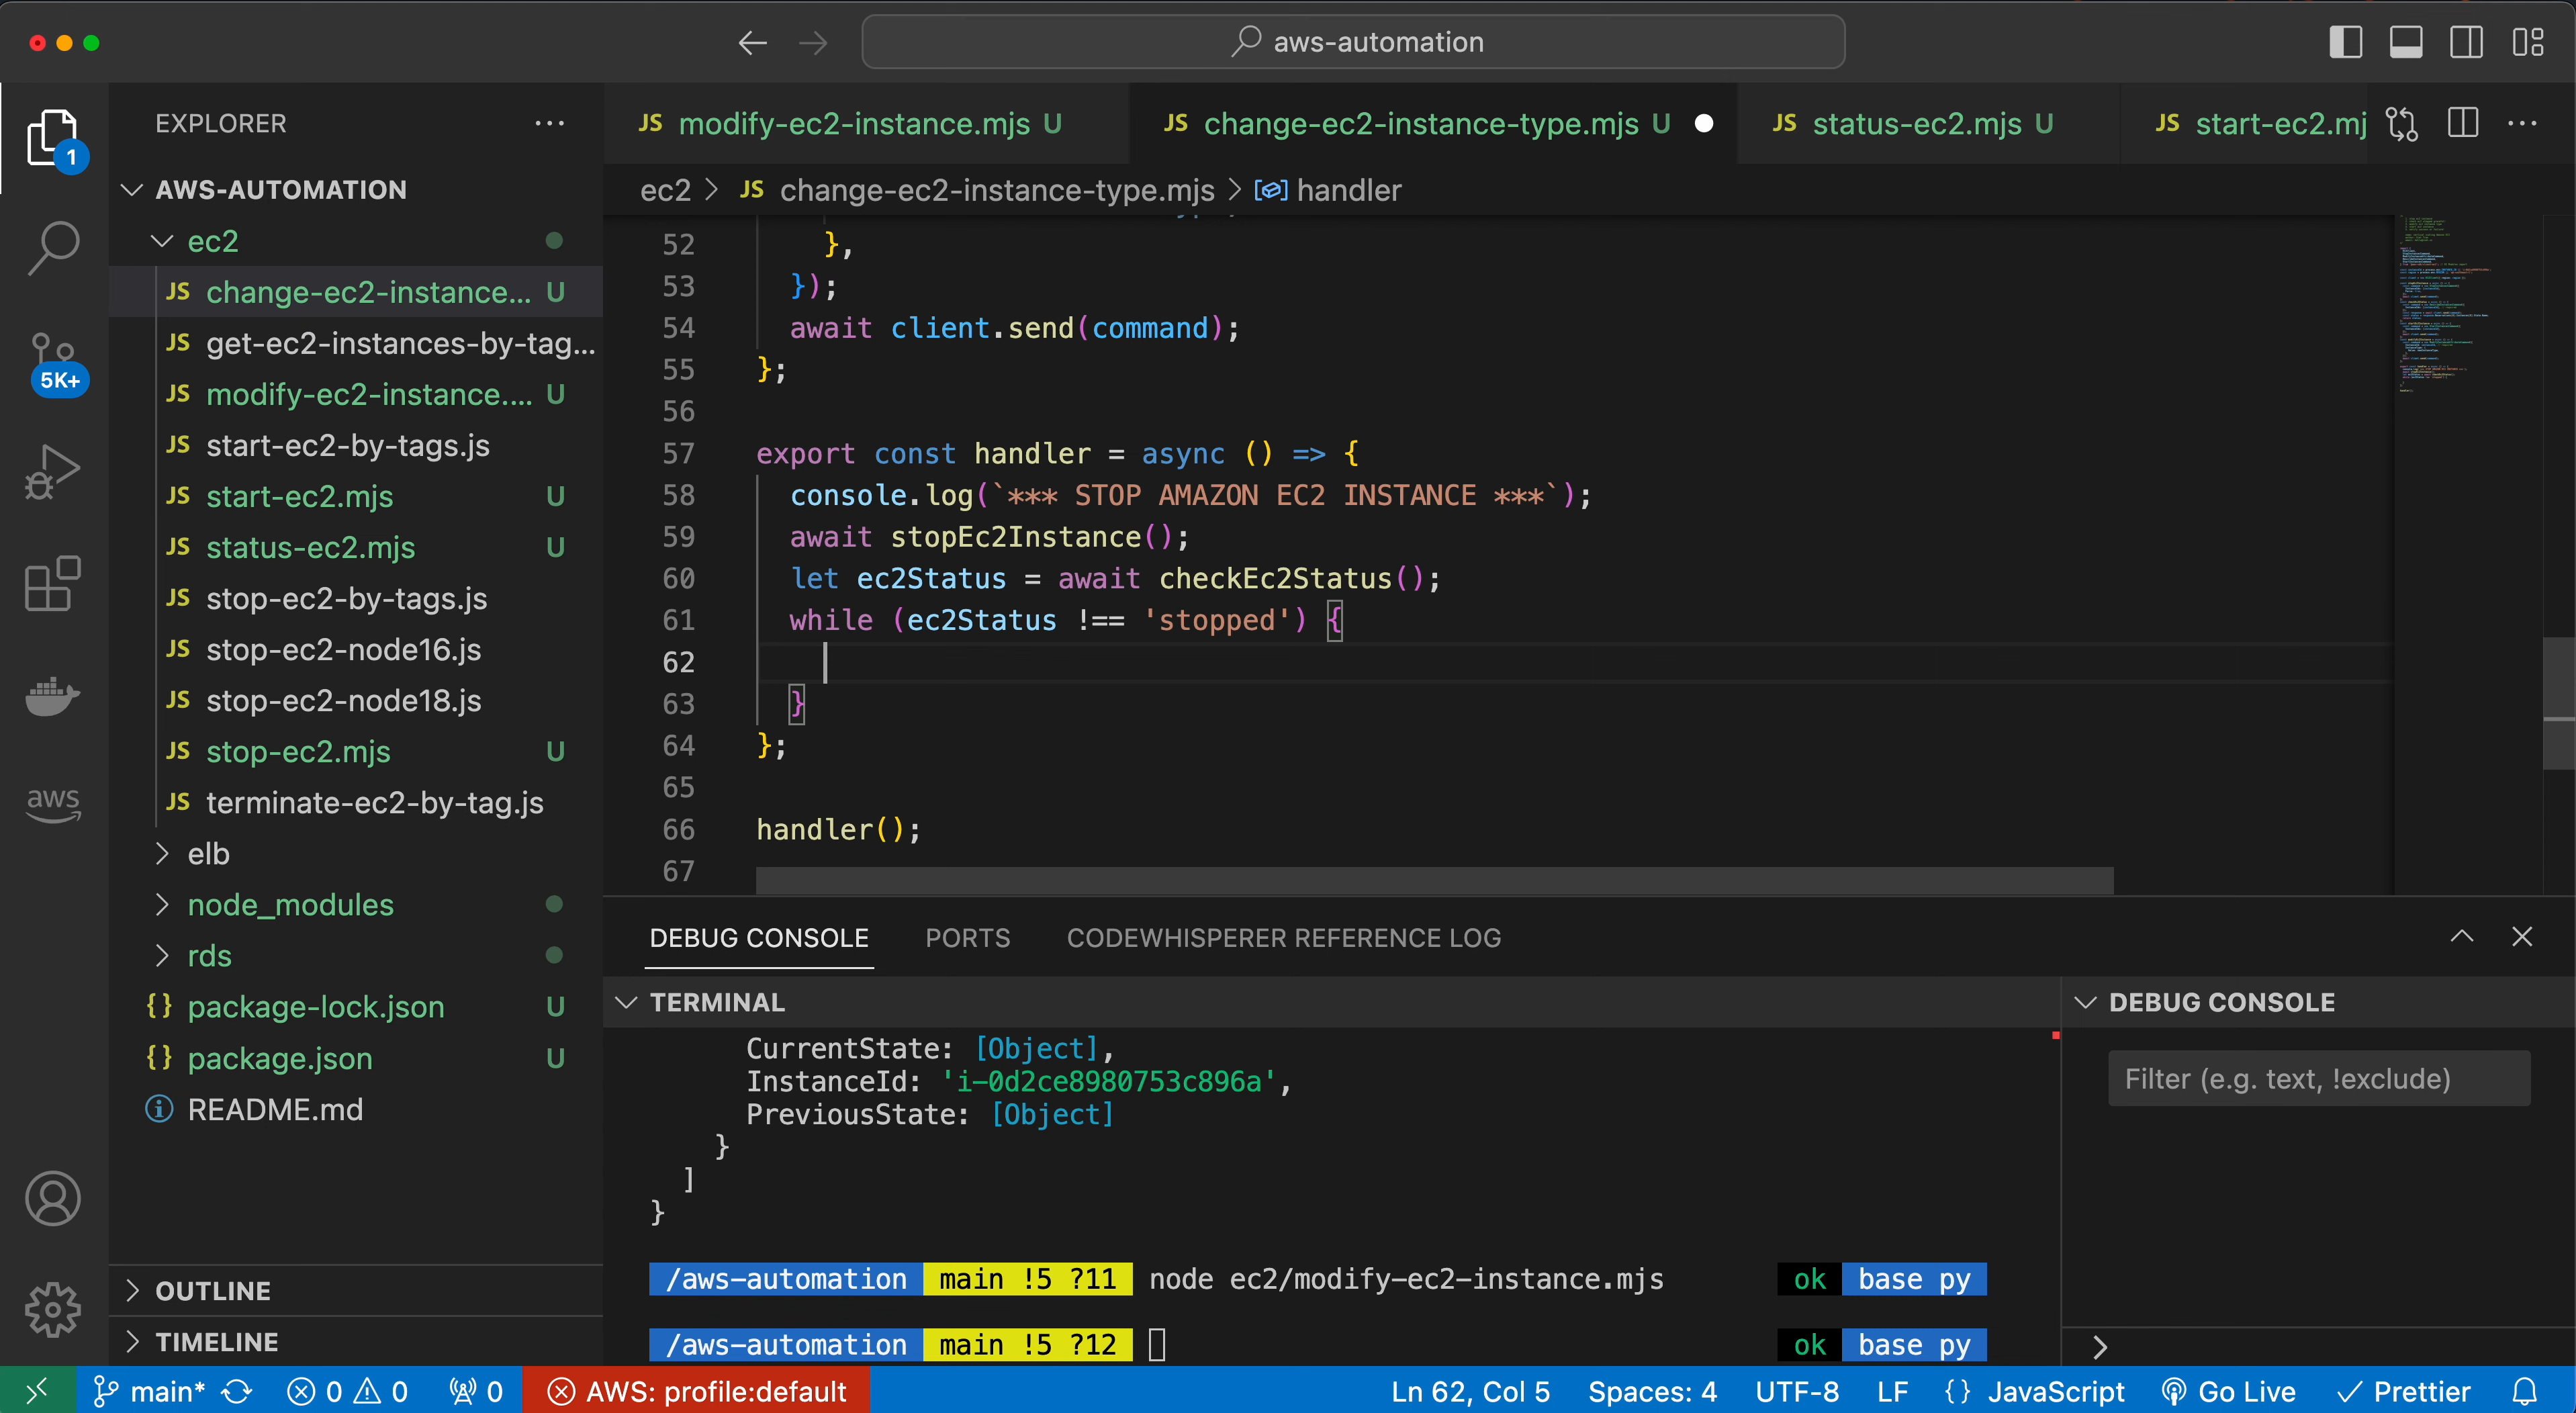 aws-automation
EXPLORER
1
5K+
aws
AWS-AUTOMATION
ec2
JS change-ec2-instance... U
JS get-ec2-instances-by-tag...
JS modify-ec2-instance.... U
JS start-ec2-by-tags.js
JS start-ec2.mjs U
JS status-ec2.mjs U
JS stop-ec2-by-tags.js
JS stop-ec2-node16.js
JS stop-ec2-node18.js
JS stop-ec2.mjs U
JS terminate-ec2-by-tag.js
elb
node_modules
rds
{} package-lock.json U
{} package.json U
README.md
OUTLINE
TIMELINE
JS modify-ec2-instance.mjs U JS change-ec2-instance-type.mjs U JS status-ec2.mjs U JS start-ec2.mj
ec2 > JS change-ec2-instance-type.mjs > handler
52 },
53 });
54 await client.send(command);
55 };
56
57 export const handler = async () => {
58 console.log(`*** STOP AMAZON EC2 INSTANCE ***`);
59 await stopEc2Instance();
60 let ec2Status = await checkEc2Status();
61 while (ec2Status !== 'stopped') {
62
63 }
64 };
65
66 handler();
67
DEBUG CONSOLE PORTS CODEWHISPERER REFERENCE LOG
TERMINAL
CurrentState: [Object],
InstanceId: 'i-0d2ce8980753c896a',
PreviousState: [Object]
}
]
}
/aws-automation main !5 ?11 node ec2/modify-ec2-instance.mjs ok base py
/aws-automation main !5 ?12 ok base py
DEBUG CONSOLE
Filter (e.g. text, !exclude)
main* 0 0 0 AWS: profile:default Ln 62, Col 5 Spaces: 4 UTF-8 LF {} JavaScript Go Live Prettier